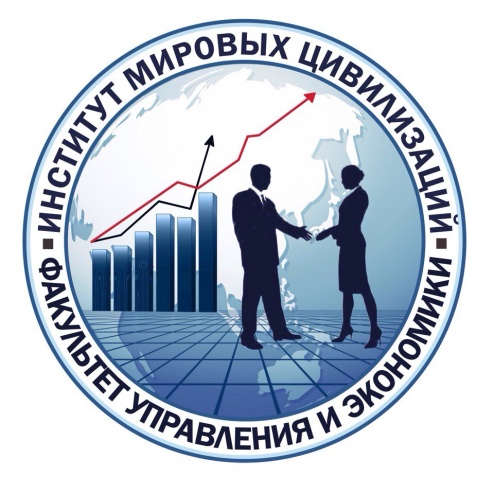 ИНСТИТУТ МИРОВЫХ ЦИВИЛИЗАЦИЙ
ФАКУЛЬТЕТ УПРАВЛЕНИЯ И ЭКОНОМИКИ